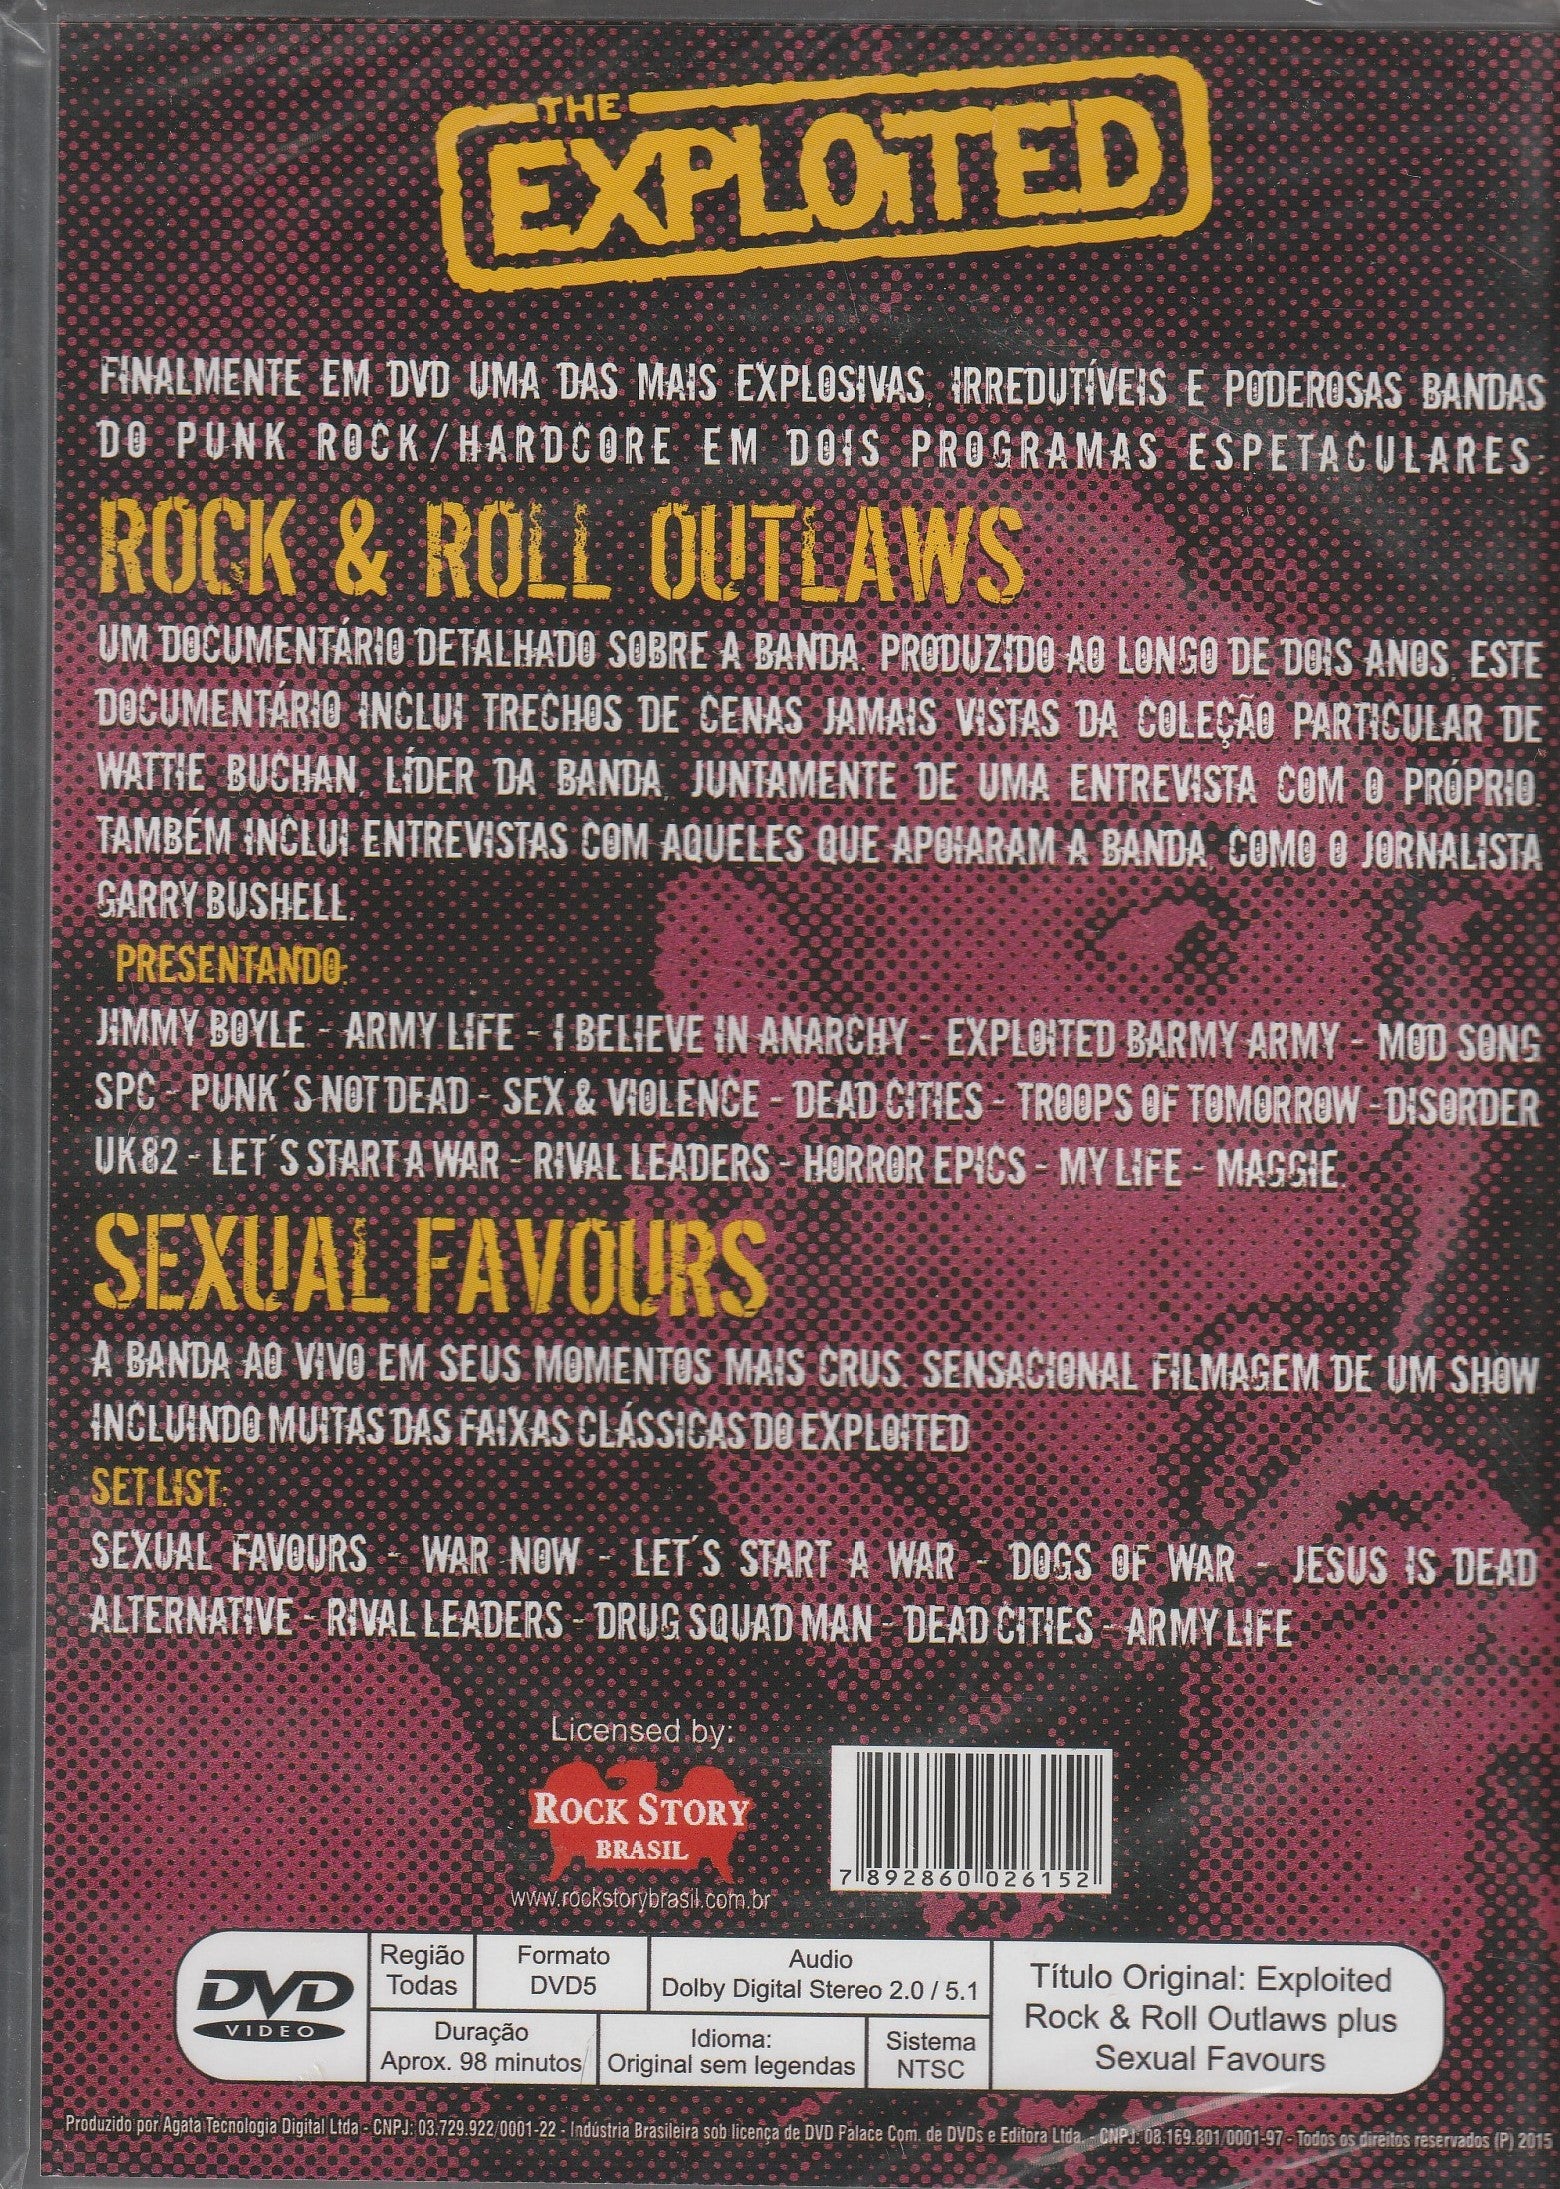 THE
EXPLOITED
FINALMENTE EM DVD UMA DAS MAIS EXPLOSIVAS, IRREDUTÍVEIS E PODEROSAS BANDAS
DO PUNK ROCK/HARDCORE EM DOIS PROGRAMAS ESPETACULARES:
ROCK & ROLL OUTLAWS
UM DOCUMENTÁRIO DETALHADO SOBRE A BANDA. PRODUZIDO AO LONGO DE DOIS ANOS, ESTE
DOCUMENTÁRIO INCLUI TRECHOS DE CENAS JAMAIS VISTAS DA COLEÇÃO PARTICULAR DE
WATTIE BUCHAN, LÍDER DA BANDA, JUNTAMENTE DE UMA ENTREVISTA COM O PRÓPRIO.
TAMBÉM INCLUI ENTREVISTAS COM AQUELES QUE APOIARAM A BANDA, COMO O JORNALISTA
GARRY BUSHELL.
PRESENTANDO:
JIMMY BOYLE - ARMY LIFE - I BELIEVE IN ANARCHY - EXPLOITED BARMY ARMY - MOD SONG
SPC - PUNK´S NOT DEAD - SEX & VIOLENCE - DEAD CITIES - TROOPS OF TOMORROW -DISORDER
UK82 - LET´S START A WAR - RIVAL LEADERS - HORROR EPICS - MY LIFE - MAGGIE.
SEXUAL FAVOURS
A BANDA AO VIVO EM SEUS MOMENTOS MAIS CRUS. SENSACIONAL FILMAGEM DE UM SHOW
INCLUINDO MUITAS DAS FAIXAS CLÁSSICAS DO EXPLOITED
SET LIST:
SEXUAL FAVOURS - WAR NOW - LET´S START A WAR - DOGS OF WAR - JESUS IS DEAD
ALTERNATIVE - RIVAL LEADERS - DRUG SQUAD MAN - DEAD CITIES - ARMY LIFE
Licensed by:
ROCK STORY
BRASIL
www.rockstorybrasil.com.br
7 892860 026152
DVD
VIDEO
Região
Todas
Formato
DVD5
Audio
Dolby Digital Stereo 2.0 / 5.1
Duração
Aprox. 98 minutos
Idioma:
Original sem legendas
Sistema
NTSC
Título Original: Exploited
Rock & Roll Outlaws plus
Sexual Favours
Produzido por Agata Tecnologia Digital Ltda - CNPJ: 03.729.922/0001-22 - Indústria Brasileira sob licença de DVD Palace Com. de DVDs e Editora Ltda. - CNPJ: 08.169.801/0001-97 - Todos os direitos reservados (P) 2015